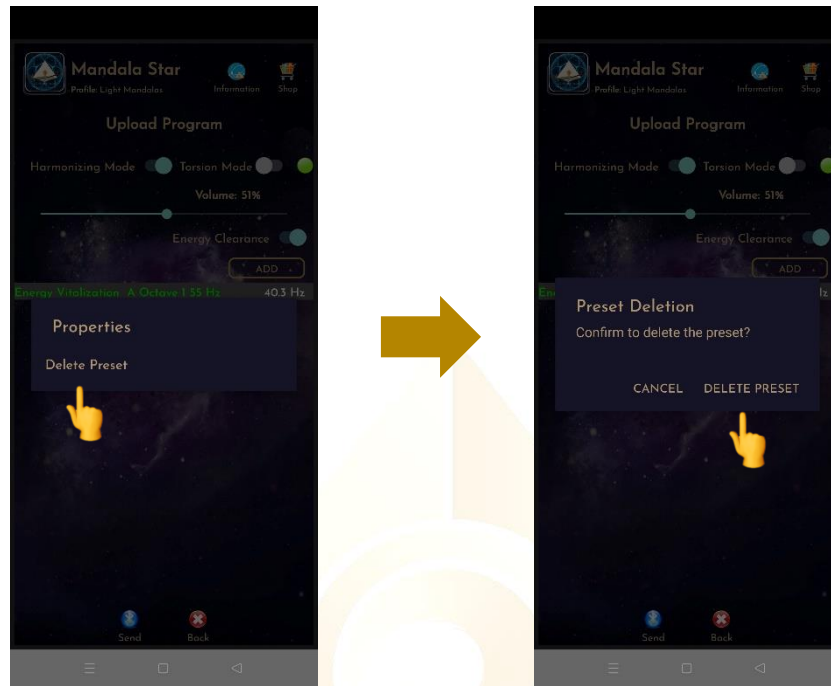 Mandala Star
Profile: Light Mandalas
Information
Shop
Upload Program
Harmonizing Mode
Torsion Mode
Volume: 51%
Energy Clearance
ADD
Energy Vitalization A Octave 1 55 Hz
40.3 Hz
Properties
Delete Preset
Send
Back
Mandala Star
Profile: Light Mandalas
Information
Shop
Upload Program
Harmonizing Mode
Torsion Mode
Volume: 51%
Energy Clearance
ADD
En
Hz
Preset Deletion
Confirm to delete the preset?
CANCEL
DELETE PRESET
Send
Back